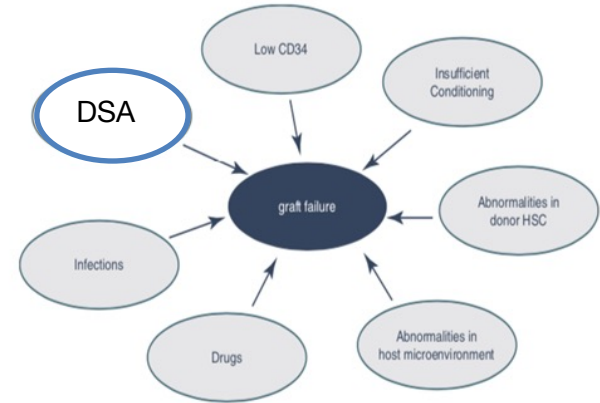 Low CD34
Insufficient
Conditioning
DSA
Abnormalities in
donor HSC
graft failure
Infections
Abnormalities in
host microenvironment
Drugs